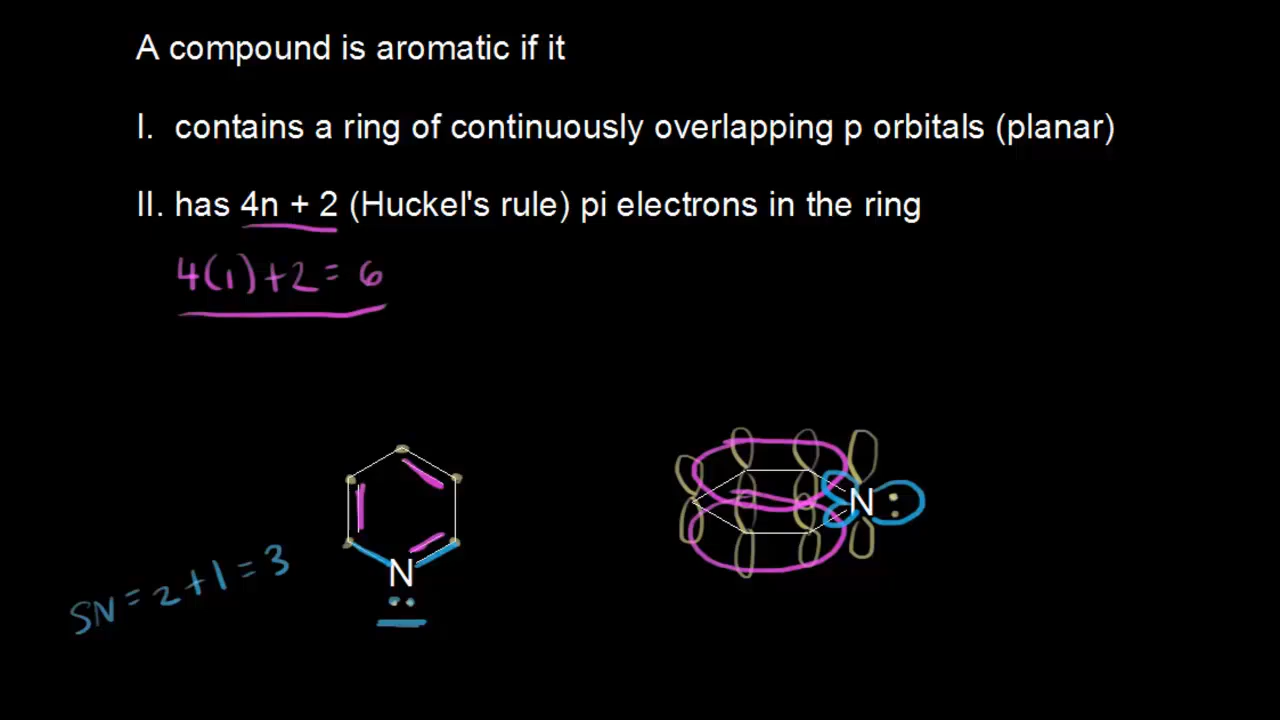 A compound is aromatic if it
I. contains a ring of continuously overlapping p orbitals (planar)
II. has 4n + 2 (Huckel's rule) pi electrons in the ring
4(1)+2=6
N
SN=2+1=3
N